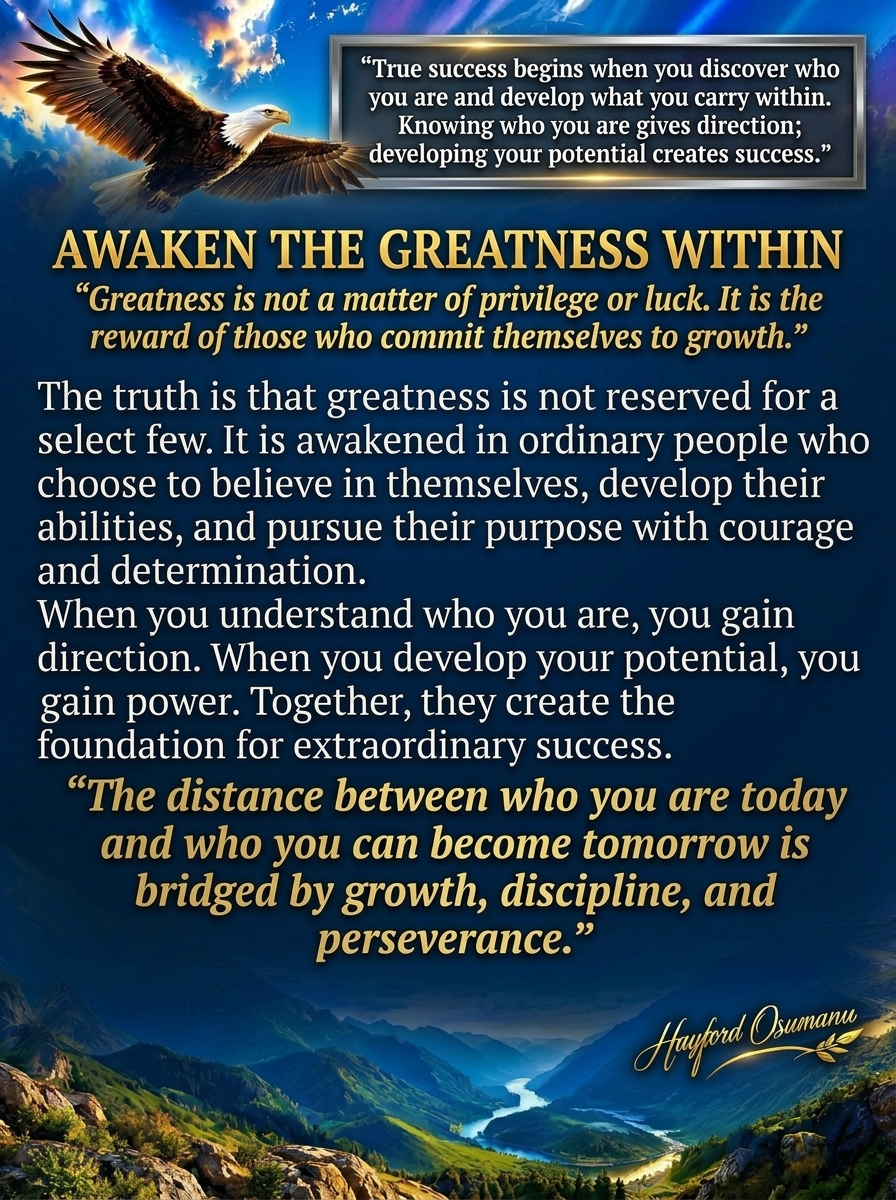 “True success begins when you discover who
you are and develop what you carry within.
Knowing who you are gives direction;
developing your potential creates success.”
AWAKEN THE GREATNESS WITHIN
“Greatness is not a matter of privilege or luck. It is the
reward of those who commit themselves to growth.”
The truth is that greatness is not reserved for a
select few. It is awakened in ordinary people who
choose to believe in themselves, develop their
abilities, and pursue their purpose with courage
and determination.
When you understand who you are, you gain
direction. When you develop your potential, you
gain power. Together, they create the
foundation for extraordinary success.
“The distance between who you are today
and who you can become tomorrow is
bridged by growth, discipline, and
perseverance.”
Hayford Osumanu